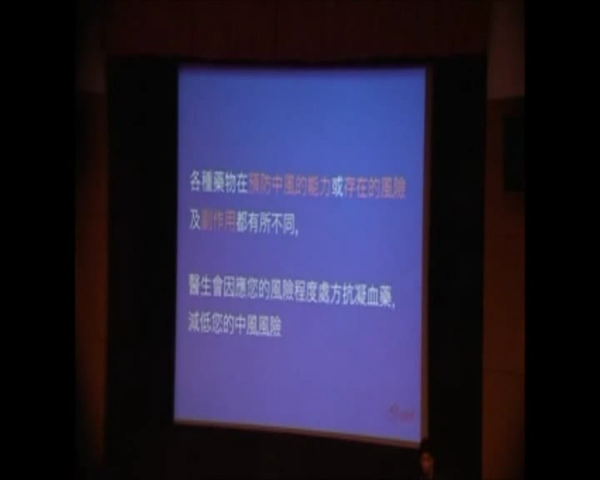 各種藥物在預防中風的能力或存在的風險
及副作用都有所不同,
醫生會因應您的風險程度處方抗凝血藥,
減低您的中風風險